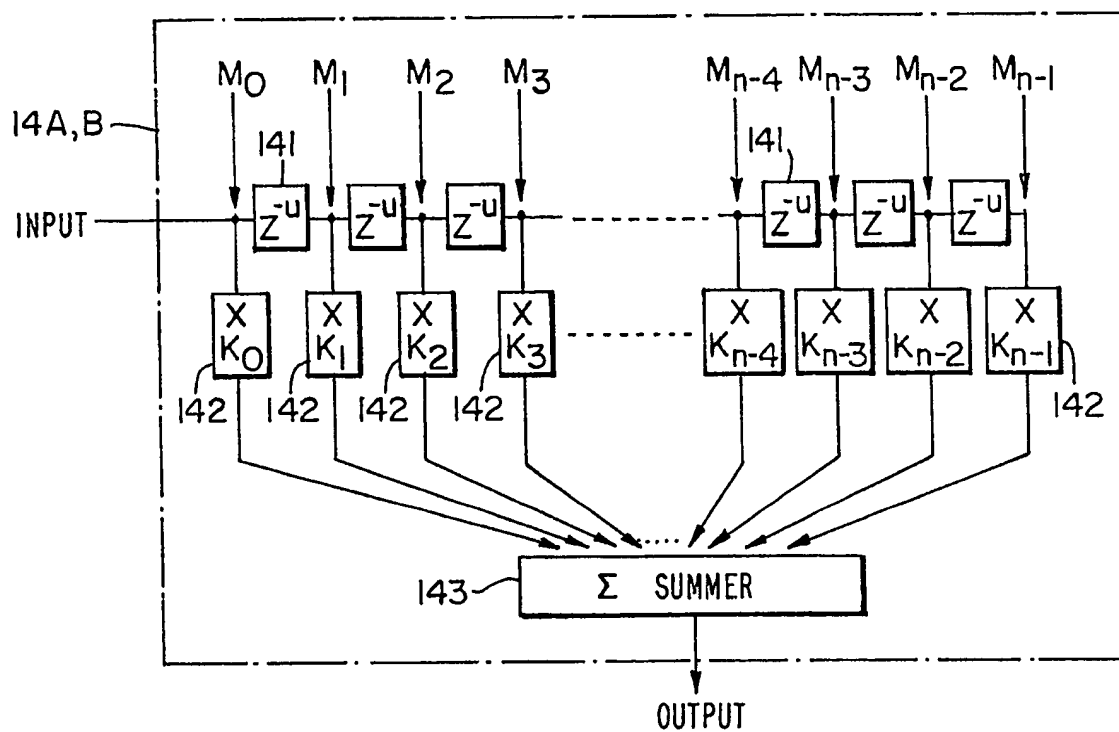 M0 M1 M2 M3 Mn-4 Mn-3 Mn-2 Mn-1
14A,B
141 141
INPUT Z-u Z-u Z-u Z-u Z-u Z-u
X X X X X X X X
K0 K1 K2 K3 Kn-4 Kn-3 Kn-2 Kn-1
142 142 142 142 142
143 Σ SUMMER
OUTPUT